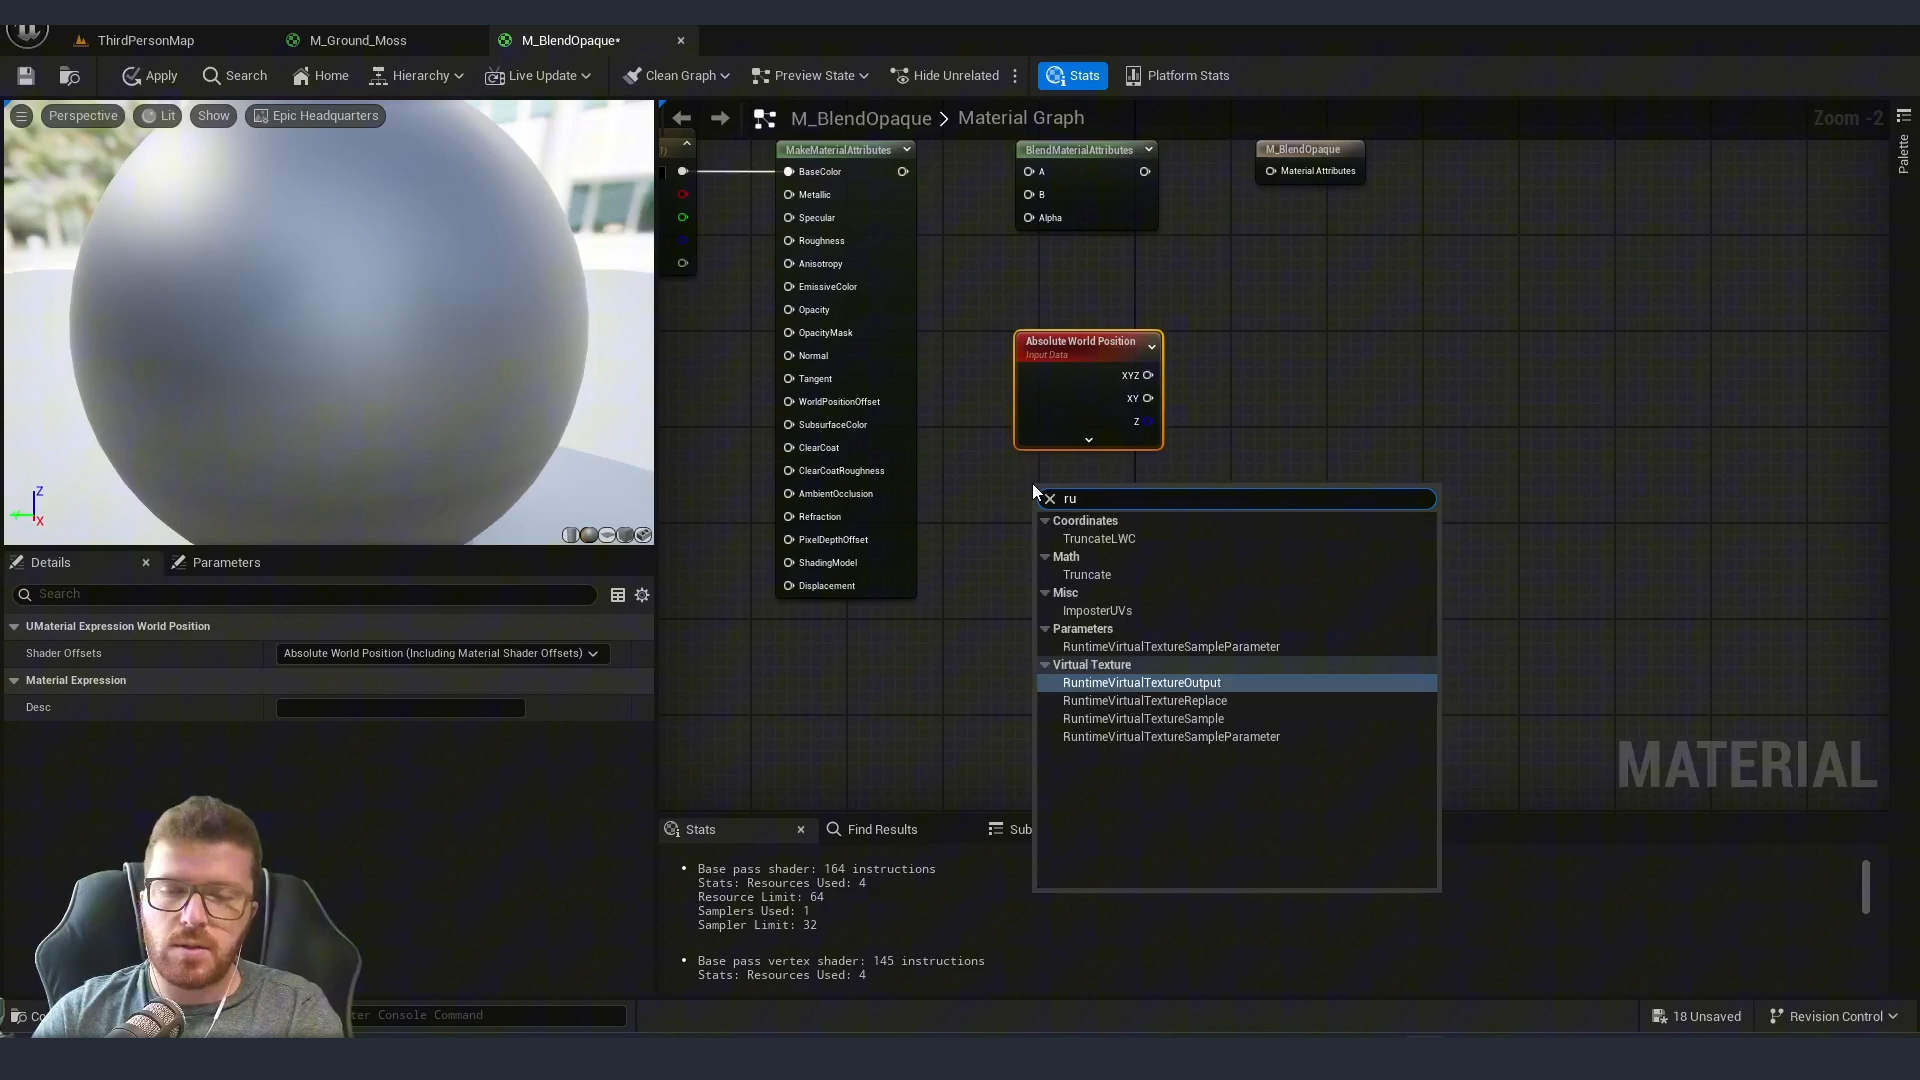 ThirdPersonMap
M_Ground_Moss
M_BlendOpaque*
Apply
Search
Home
Hierarchy
Live Update
Clean Graph
Preview State
Hide Unrelated
Stats
Platform Stats
Perspective
Lit
Show
Epic Headquarters
M_BlendOpaque > Material Graph
Zoom -2
Palette
MakeMaterialAttributes
BaseColor
Metallic
Specular
Roughness
Anisotropy
EmissiveColor
Opacity
OpacityMask
Normal
Tangent
WorldPositionOffset
SubsurfaceColor
ClearCoat
ClearCoatRoughness
AmbientOcclusion
Refraction
PixelDepthOffset
ShadingModel
Displacement
BlendMaterialAttributes
A
B
Alpha
M_BlendOpaque
Material Attributes
Absolute World Position
Input Data
XYZ
XY
Z
ru
Coordinates
TruncateLWC
Math
Truncate
Misc
ImposterUVs
Parameters
RuntimeVirtualTextureSampleParameter
Virtual Texture
RuntimeVirtualTextureOutput
RuntimeVirtualTextureReplace
RuntimeVirtualTextureSample
RuntimeVirtualTextureSampleParameter
MATERIAL
Z
X
Details
Parameters
Search
UMaterial Expression World Position
Shader Offsets
Absolute World Position (Including Material Shader Offsets)
Material Expression
Desc
Stats
Find Results
Sub
Base pass shader: 164 instructions
Stats: Resources Used: 4
Resource Limit: 64
Samplers Used: 1
Sampler Limit: 32
Base pass vertex shader: 145 instructions
Stats: Resources Used: 4
Co
ter Console Command
18 Unsaved
Revision Control